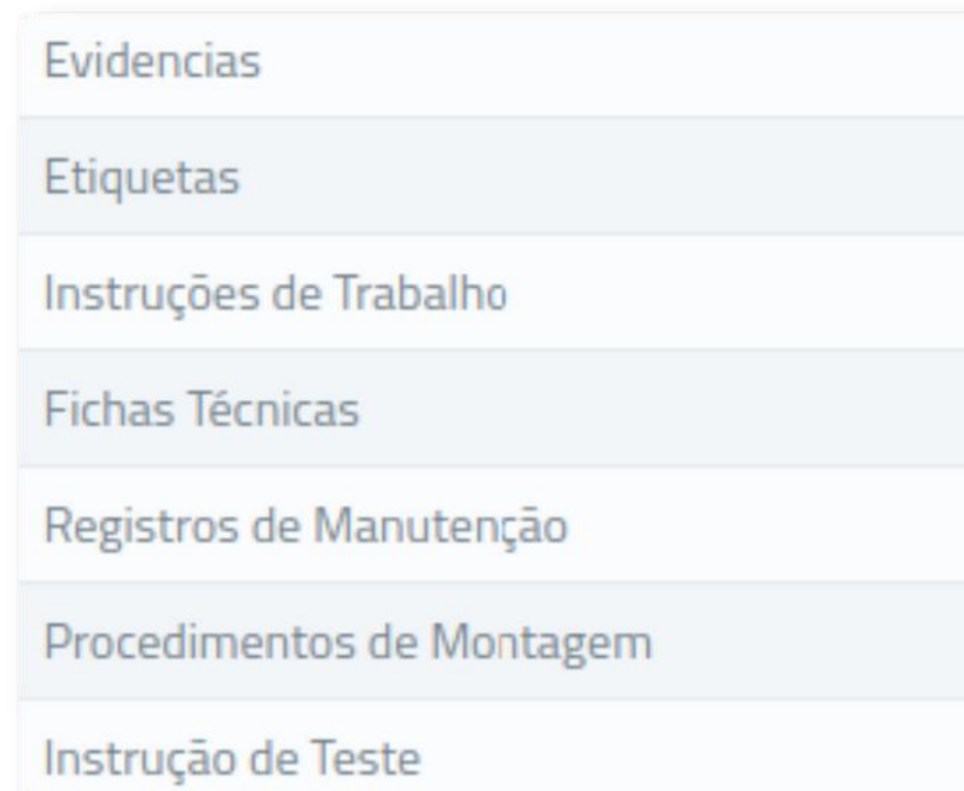 Evidencias
Etiquetas
Instruções de Trabalho
Fichas Técnicas
Registros de Manutenção
Procedimentos de Montagem
Instrução de Teste